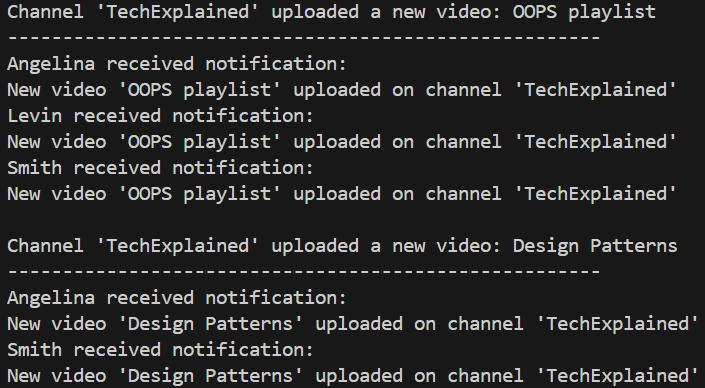 Channel 'TechExplained' uploaded a new video: OOPS playlist
------------------------------------------------------
Angelina received notification:
New video 'OOPS playlist' uploaded on channel 'TechExplained'
Levin received notification:
New video 'OOPS playlist' uploaded on channel 'TechExplained'
Smith received notification:
New video 'OOPS playlist' uploaded on channel 'TechExplained'

Channel 'TechExplained' uploaded a new video: Design Patterns
------------------------------------------------------
Angelina received notification:
New video 'Design Patterns' uploaded on channel 'TechExplained'
Smith received notification:
New video 'Design Patterns' uploaded on channel 'TechExplained'